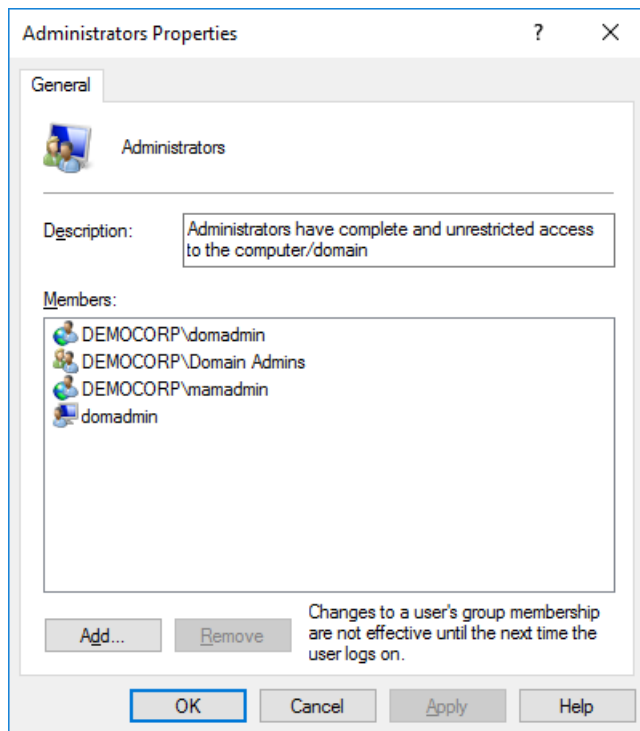 Administrators Properties
?
General
Administrators
Description:
Administrators have complete and unrestricted access
to the computer/domain
Members:
DEMOCORP\domadmin
DEMOCORP\Domain Admins
DEMOCORP\mamadmin
domadmin
Add...
Remove
Changes to a user's group membership
are not effective until the next time the
user logs on.
OK
Cancel
Apply
Help